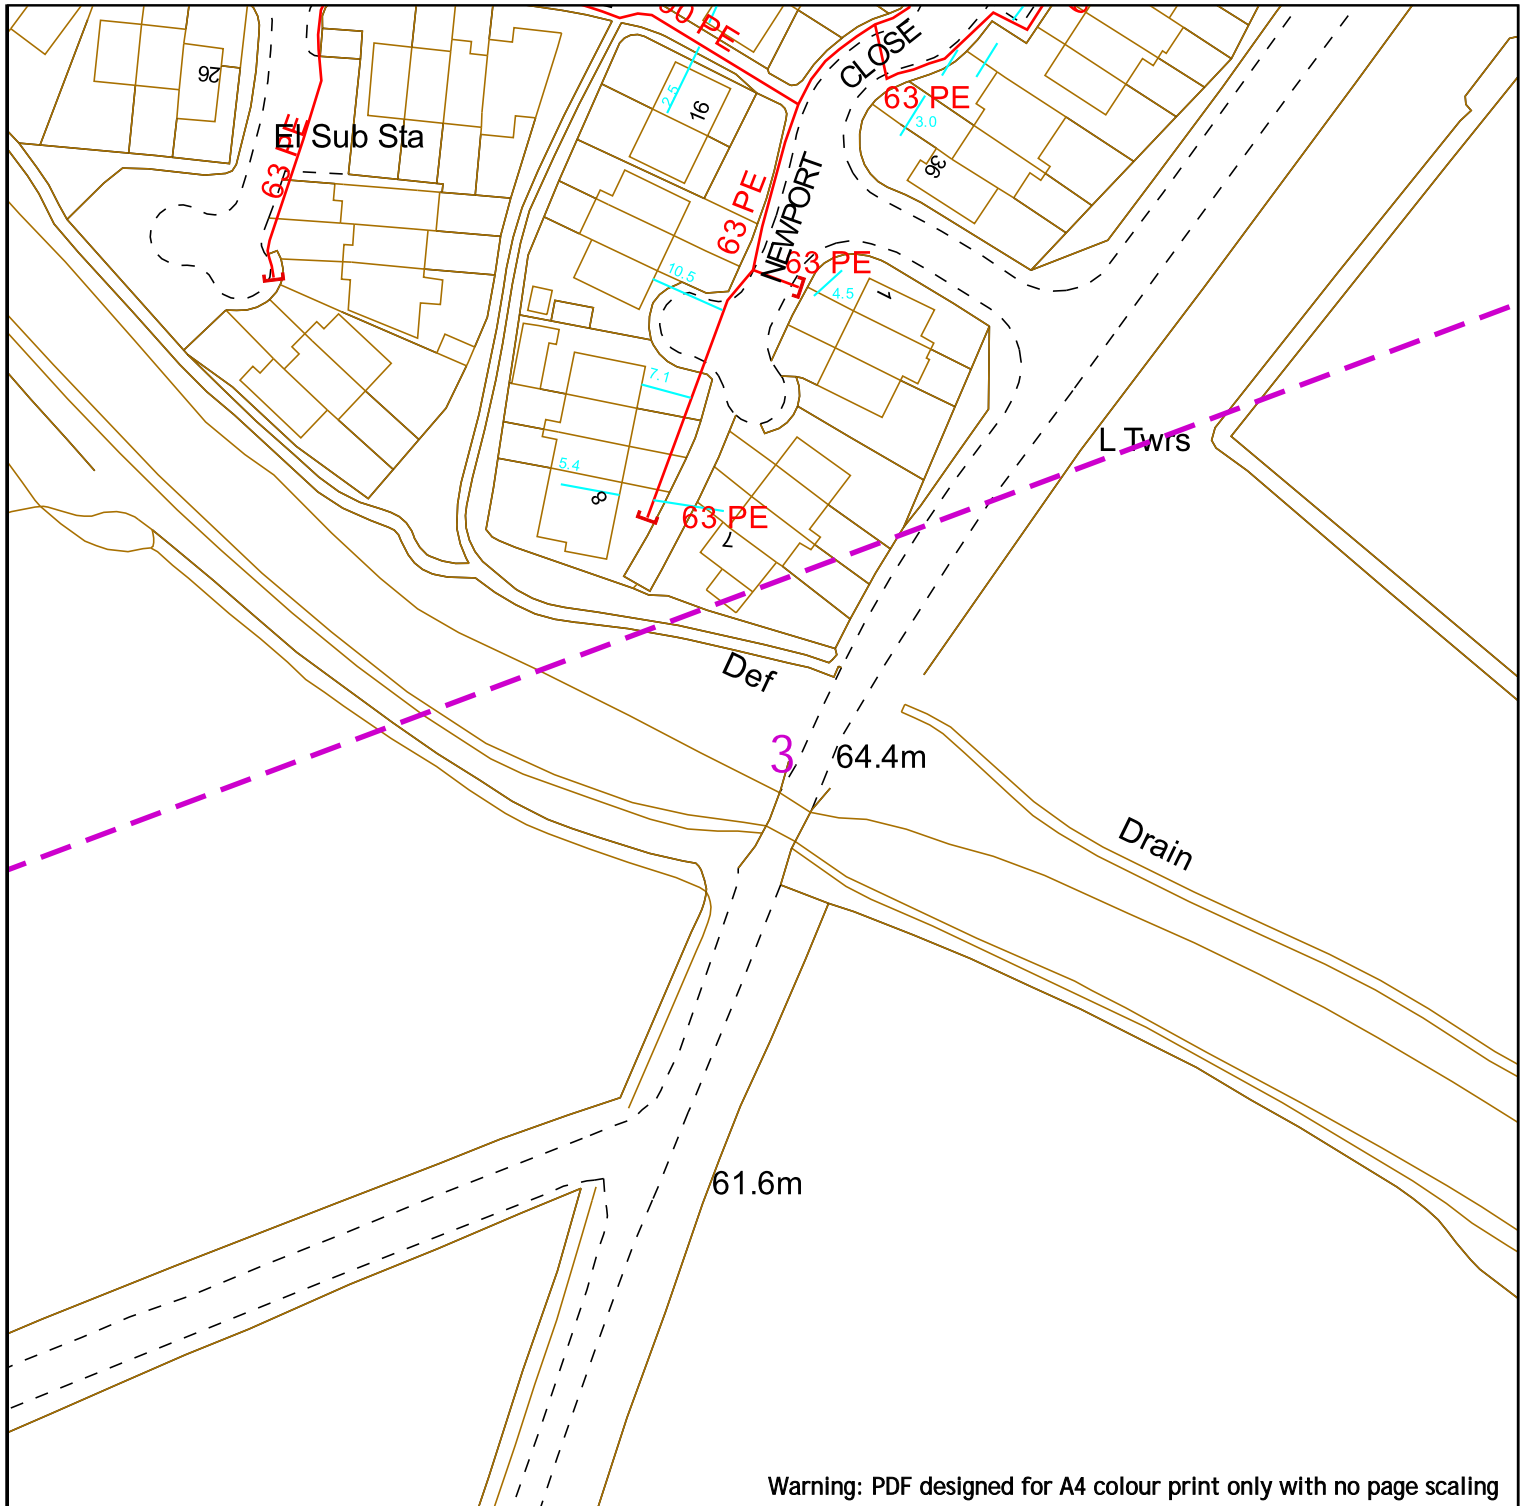 PE
CLOSE
26
2.5
16
63 PE
3.0
El Sub Sta
63 PE
36
63 PE
NEWPORT
63 PE
10.5
4.5
1
7.1
L Twrs
5.4
8
63 PE
7
Def
3
64.4m
Drain
61.6m
Warning: PDF designed for A4 colour print only with no page scaling